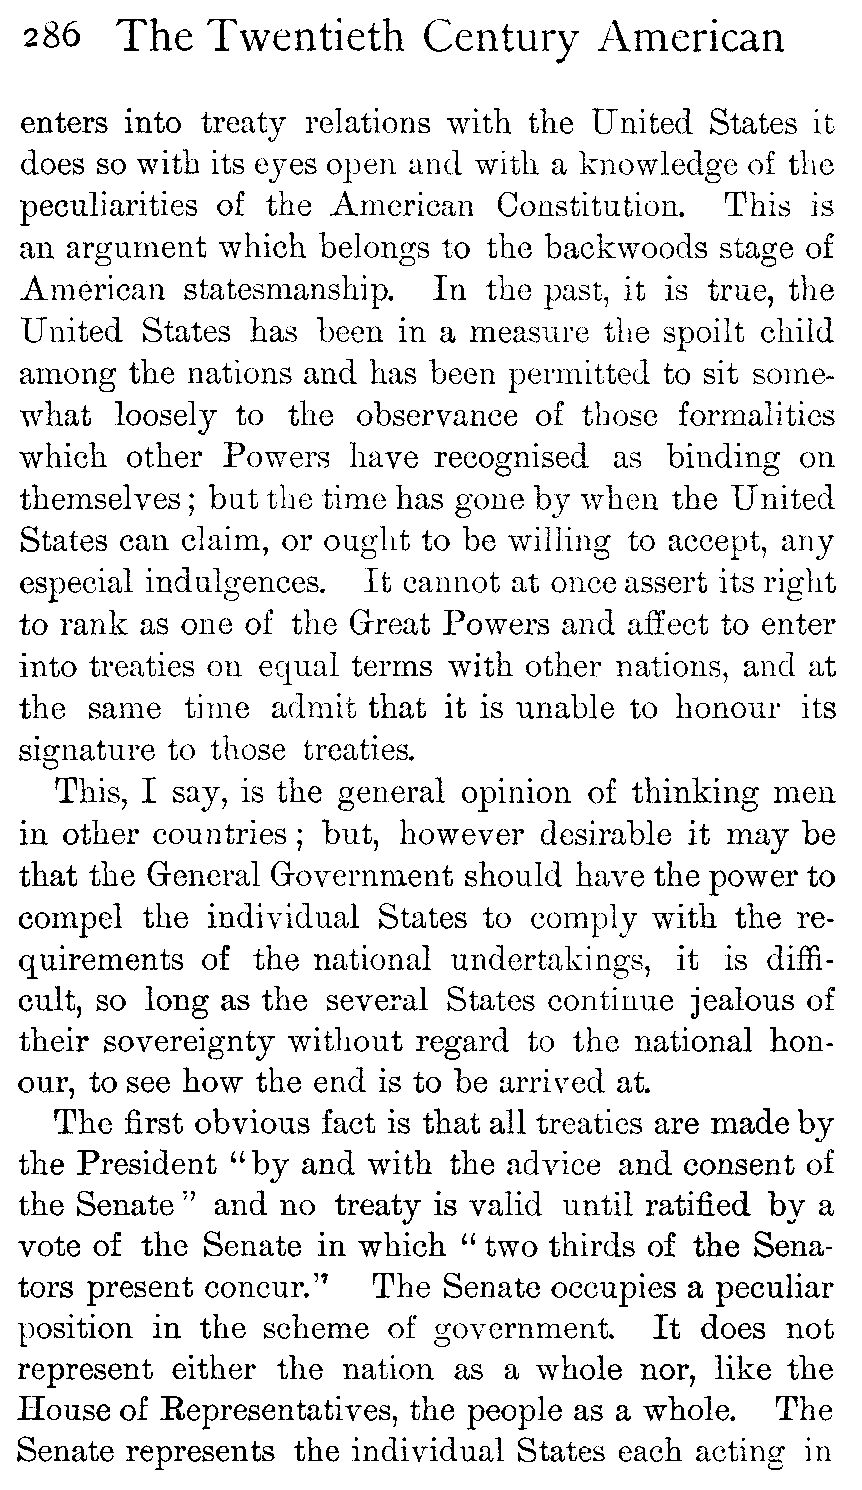 286 The Twentieth Century American
enters into treaty relations with the United States it
does so with its eyes open and with a knowledge of the
peculiarities of the American Constitution. This is
an argument which belongs to the backwoods stage of
American statesmanship. In the past, it is true, the
United States has been in a measure the spoilt child
among the nations and has been permitted to sit some-
what loosely to the observance of those formalities
which other Powers have recognised as binding on
themselves; but the time has gone by when the United
States can claim, or ought to be willing to accept, any
especial indulgences. It cannot at once assert its right
to rank as one of the Great Powers and affect to enter
into treaties on equal terms with other nations, and at
the same time admit that it is unable to honour its
signature to those treaties.
This, I say, is the general opinion of thinking men
in other countries; but, however desirable it may be
that the General Government should have the power to
compel the individual States to comply with the re-
quirements of the national undertakings, it is diffi-
cult, so long as the several States continue jealous of
their sovereignty without regard to the national hon-
our, to see how the end is to be arrived at.
The first obvious fact is that all treaties are made by
the President "by and with the advice and consent of
the Senate" and no treaty is valid until ratified by a
vote of the Senate in which "two thirds of the Sena-
tors present concur." The Senate occupies a peculiar
position in the scheme of government. It does not
represent either the nation as a whole nor, like the
House of Representatives, the people as a whole. The
Senate represents the individual States each acting in